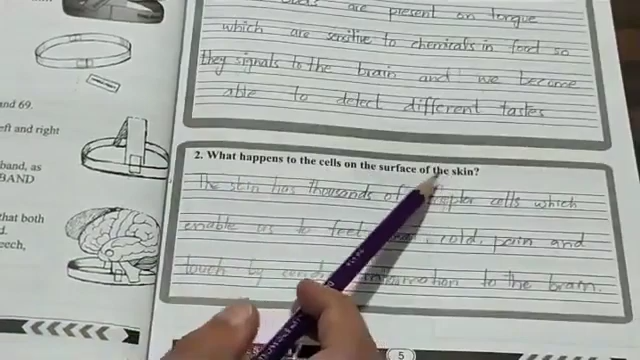 are present on tongue
which are sensitive to chemicals in food so
they signals to the brain and we become
able to detect different tastes
and 69.
eft and right
band, as
BAND
that both
d.
eech,
2. What happens to the cells on the surface of the skin?
The skin has thousands of cells which
enable us to feel , cold, pain and
touch by information to the brain.
5